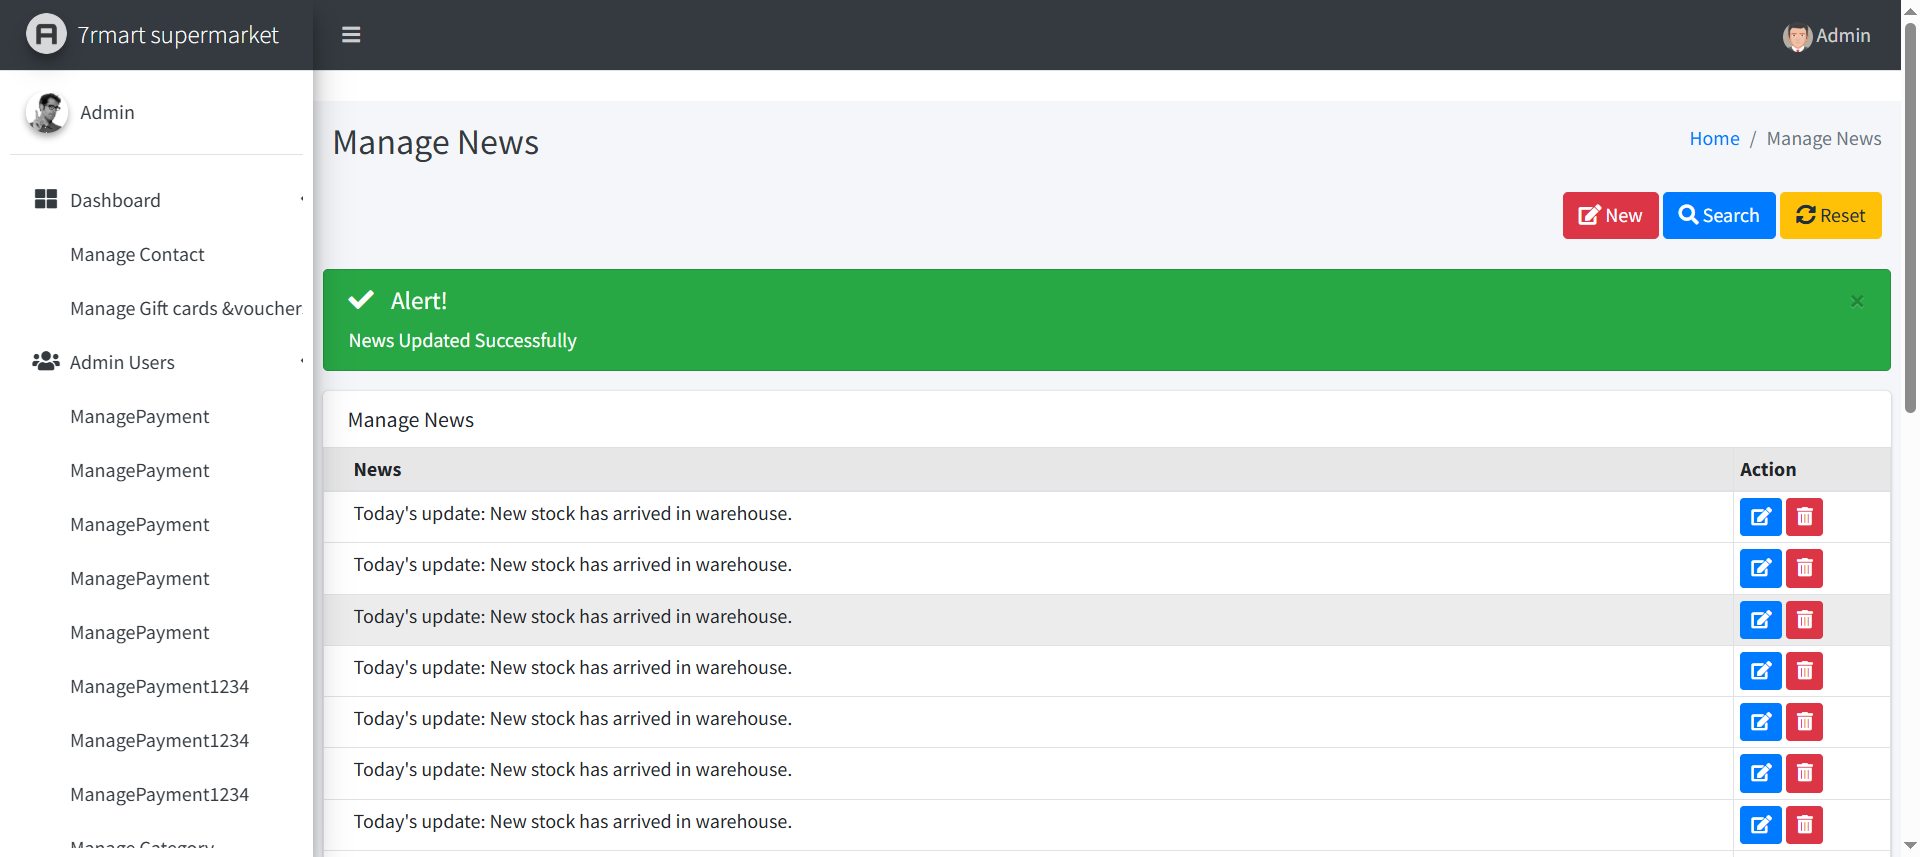 7rmart supermarket
Admin
Admin
Manage News
Home / Manage News
Dashboard
New
Search
Reset
Manage Contact
Manage Gift cards &voucher
Alert!
×
News Updated Successfully
Admin Users
ManagePayment
ManagePayment
ManagePayment
ManagePayment
ManagePayment
ManagePayment1234
ManagePayment1234
ManagePayment1234
Manage Category
Manage News
News Action
Today's update: New stock has arrived in warehouse.
Today's update: New stock has arrived in warehouse.
Today's update: New stock has arrived in warehouse.
Today's update: New stock has arrived in warehouse.
Today's update: New stock has arrived in warehouse.
Today's update: New stock has arrived in warehouse.
Today's update: New stock has arrived in warehouse.